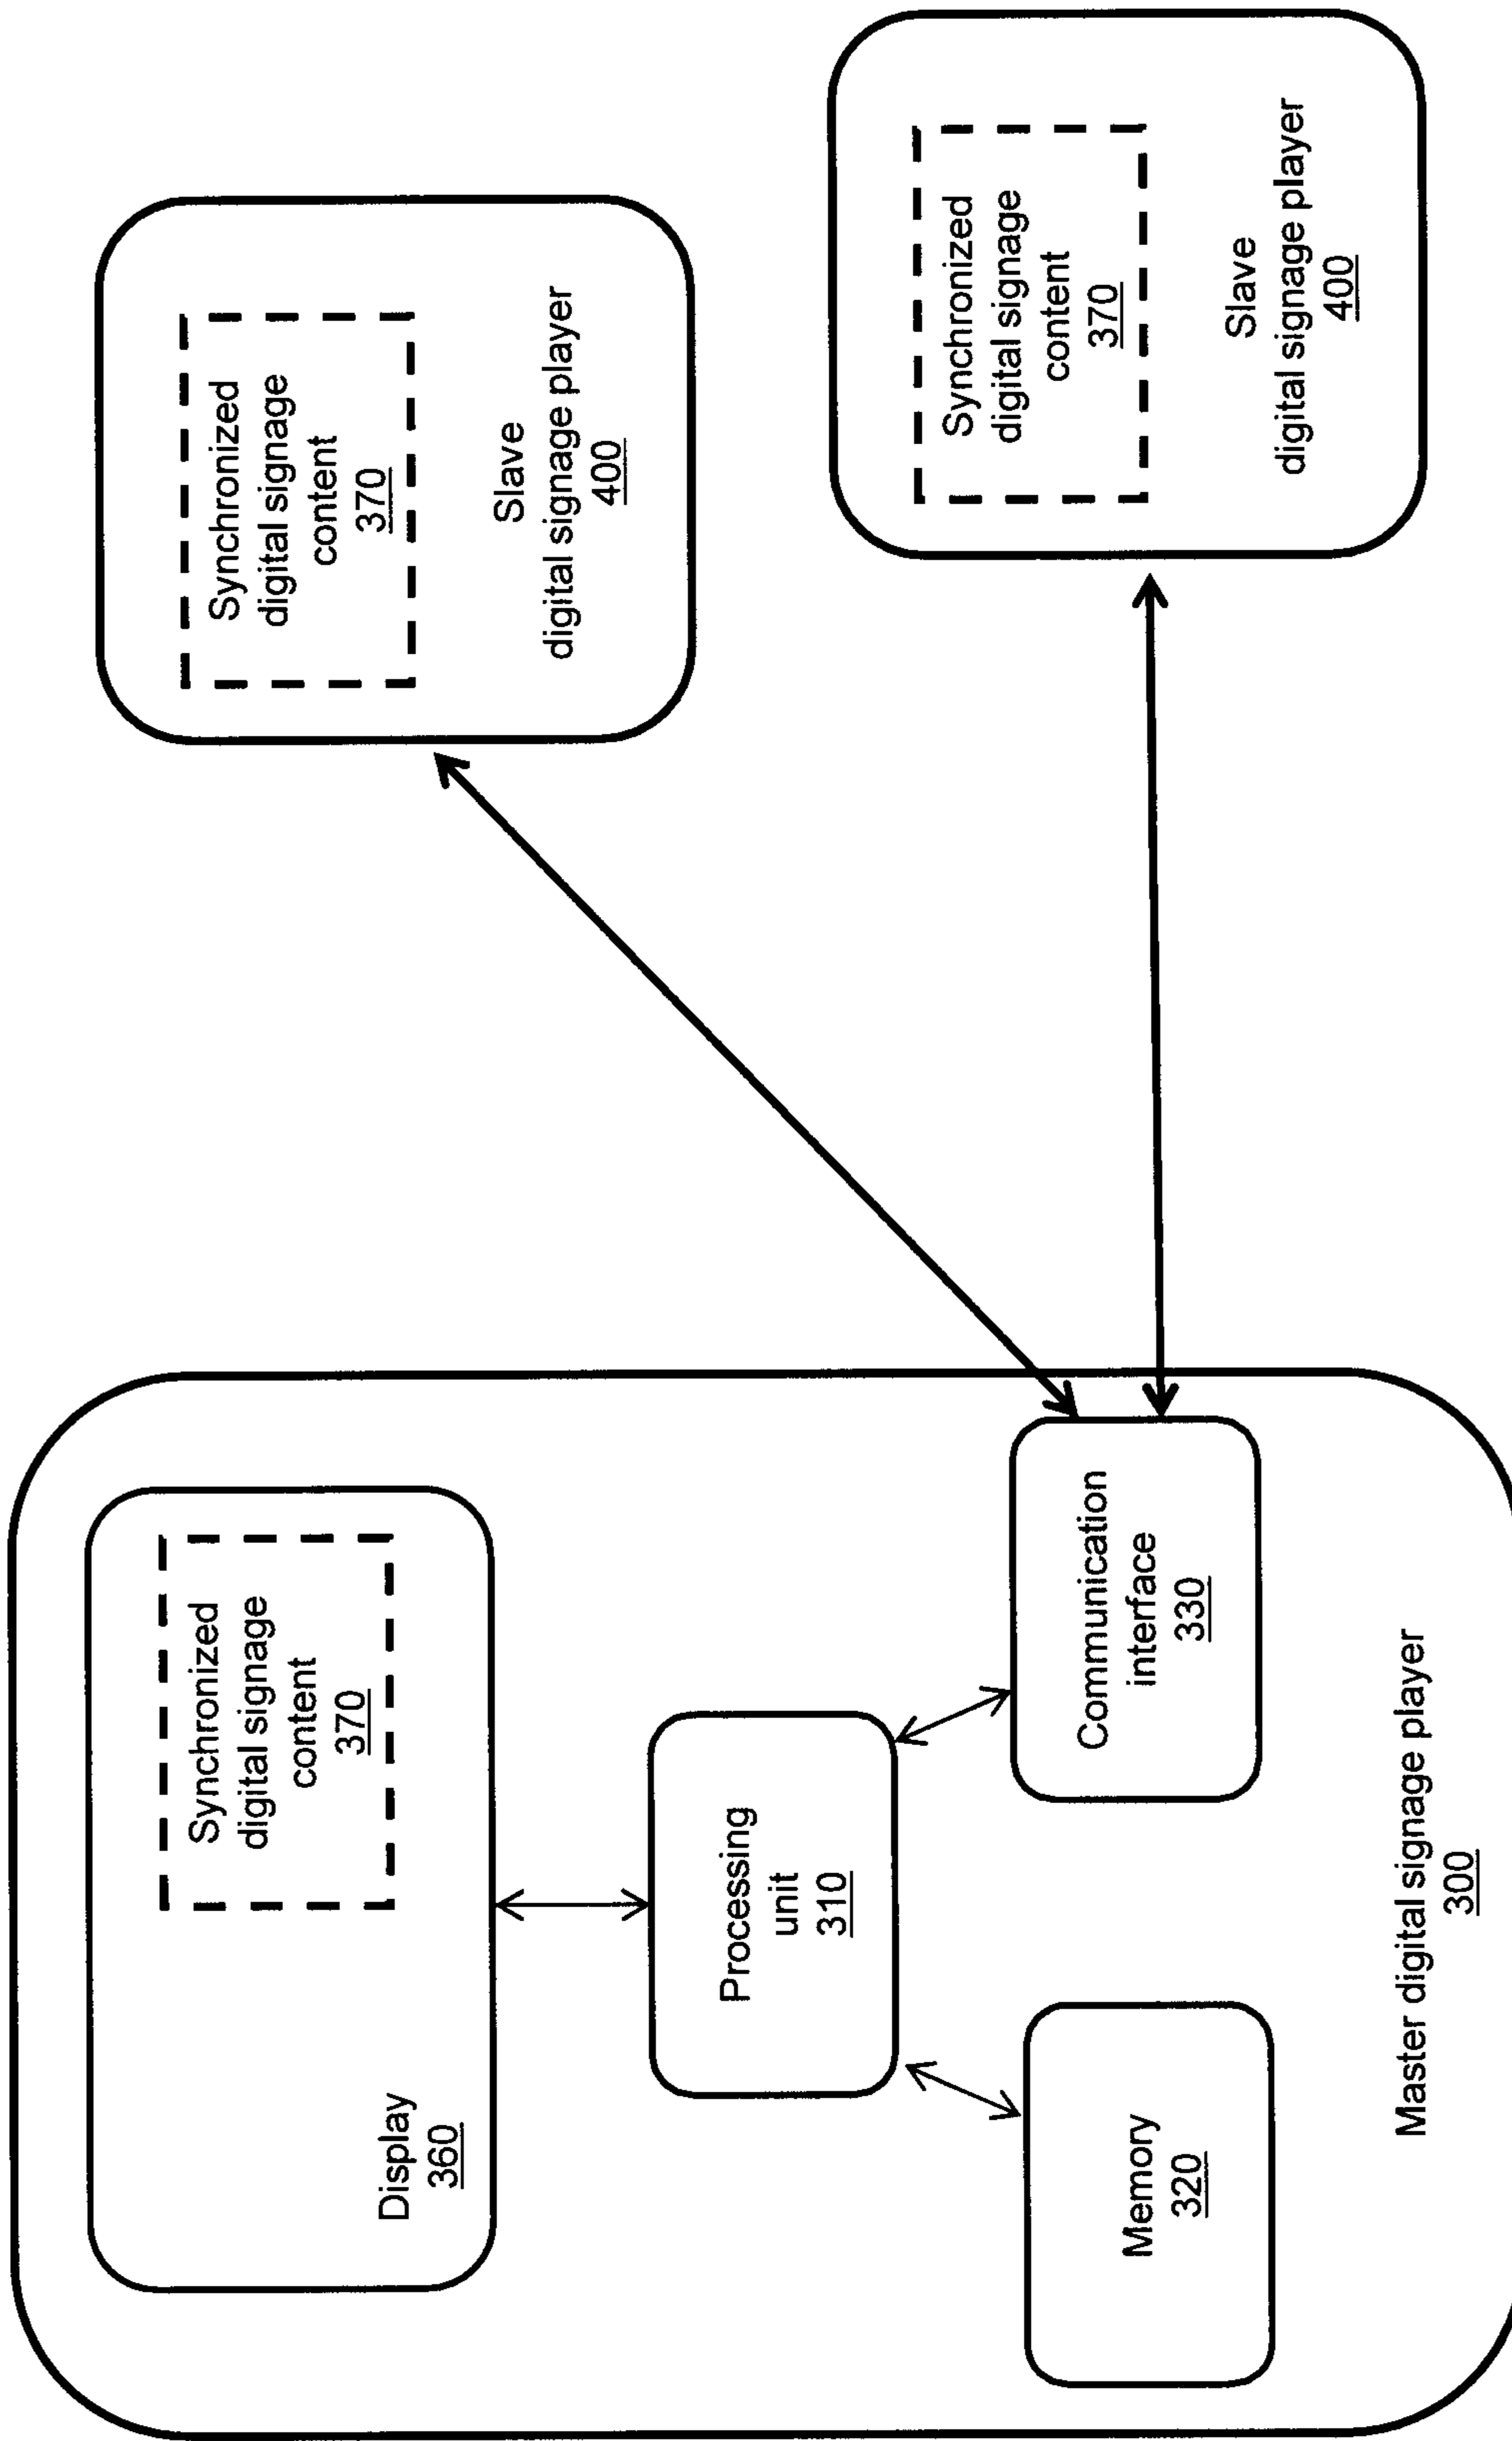 Synchronized
digital signage
content
370
Display
360
Processing
unit
310
Memory
320
Communication
interface
330
Master digital signage player
300
Synchronized
digital signage
content
370
Slave
digital signage player
400
Synchronized
digital signage
content
370
Slave
digital signage player
400